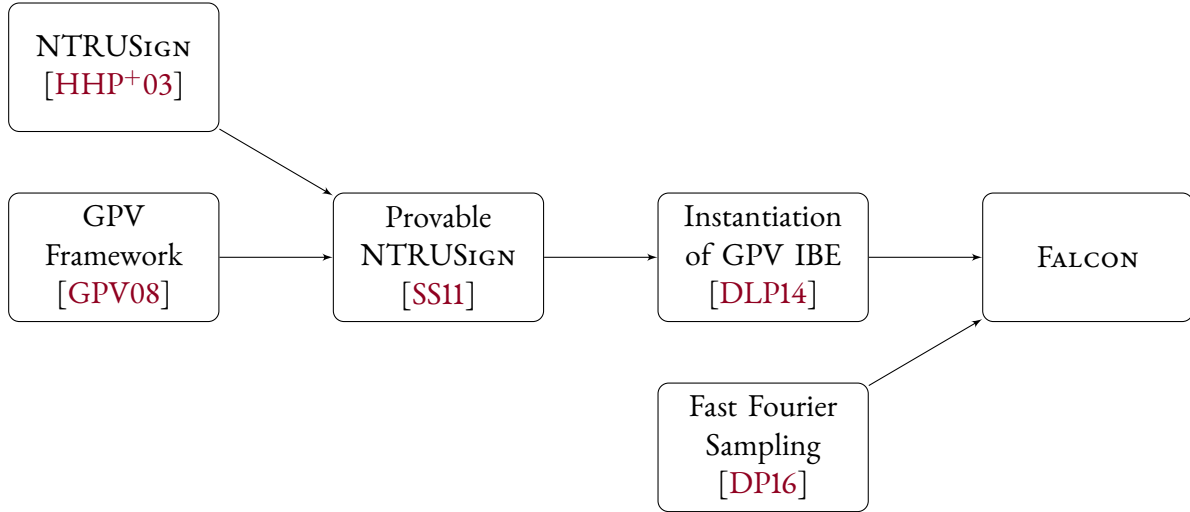 NTRUSIGN
[HHP+03]
GPV
Framework
[GPV08]
Provable
NTRUSIGN
[SS11]
Instantiation
of GPV IBE
[DLP14]
FALCON
Fast Fourier
Sampling
[DP16]